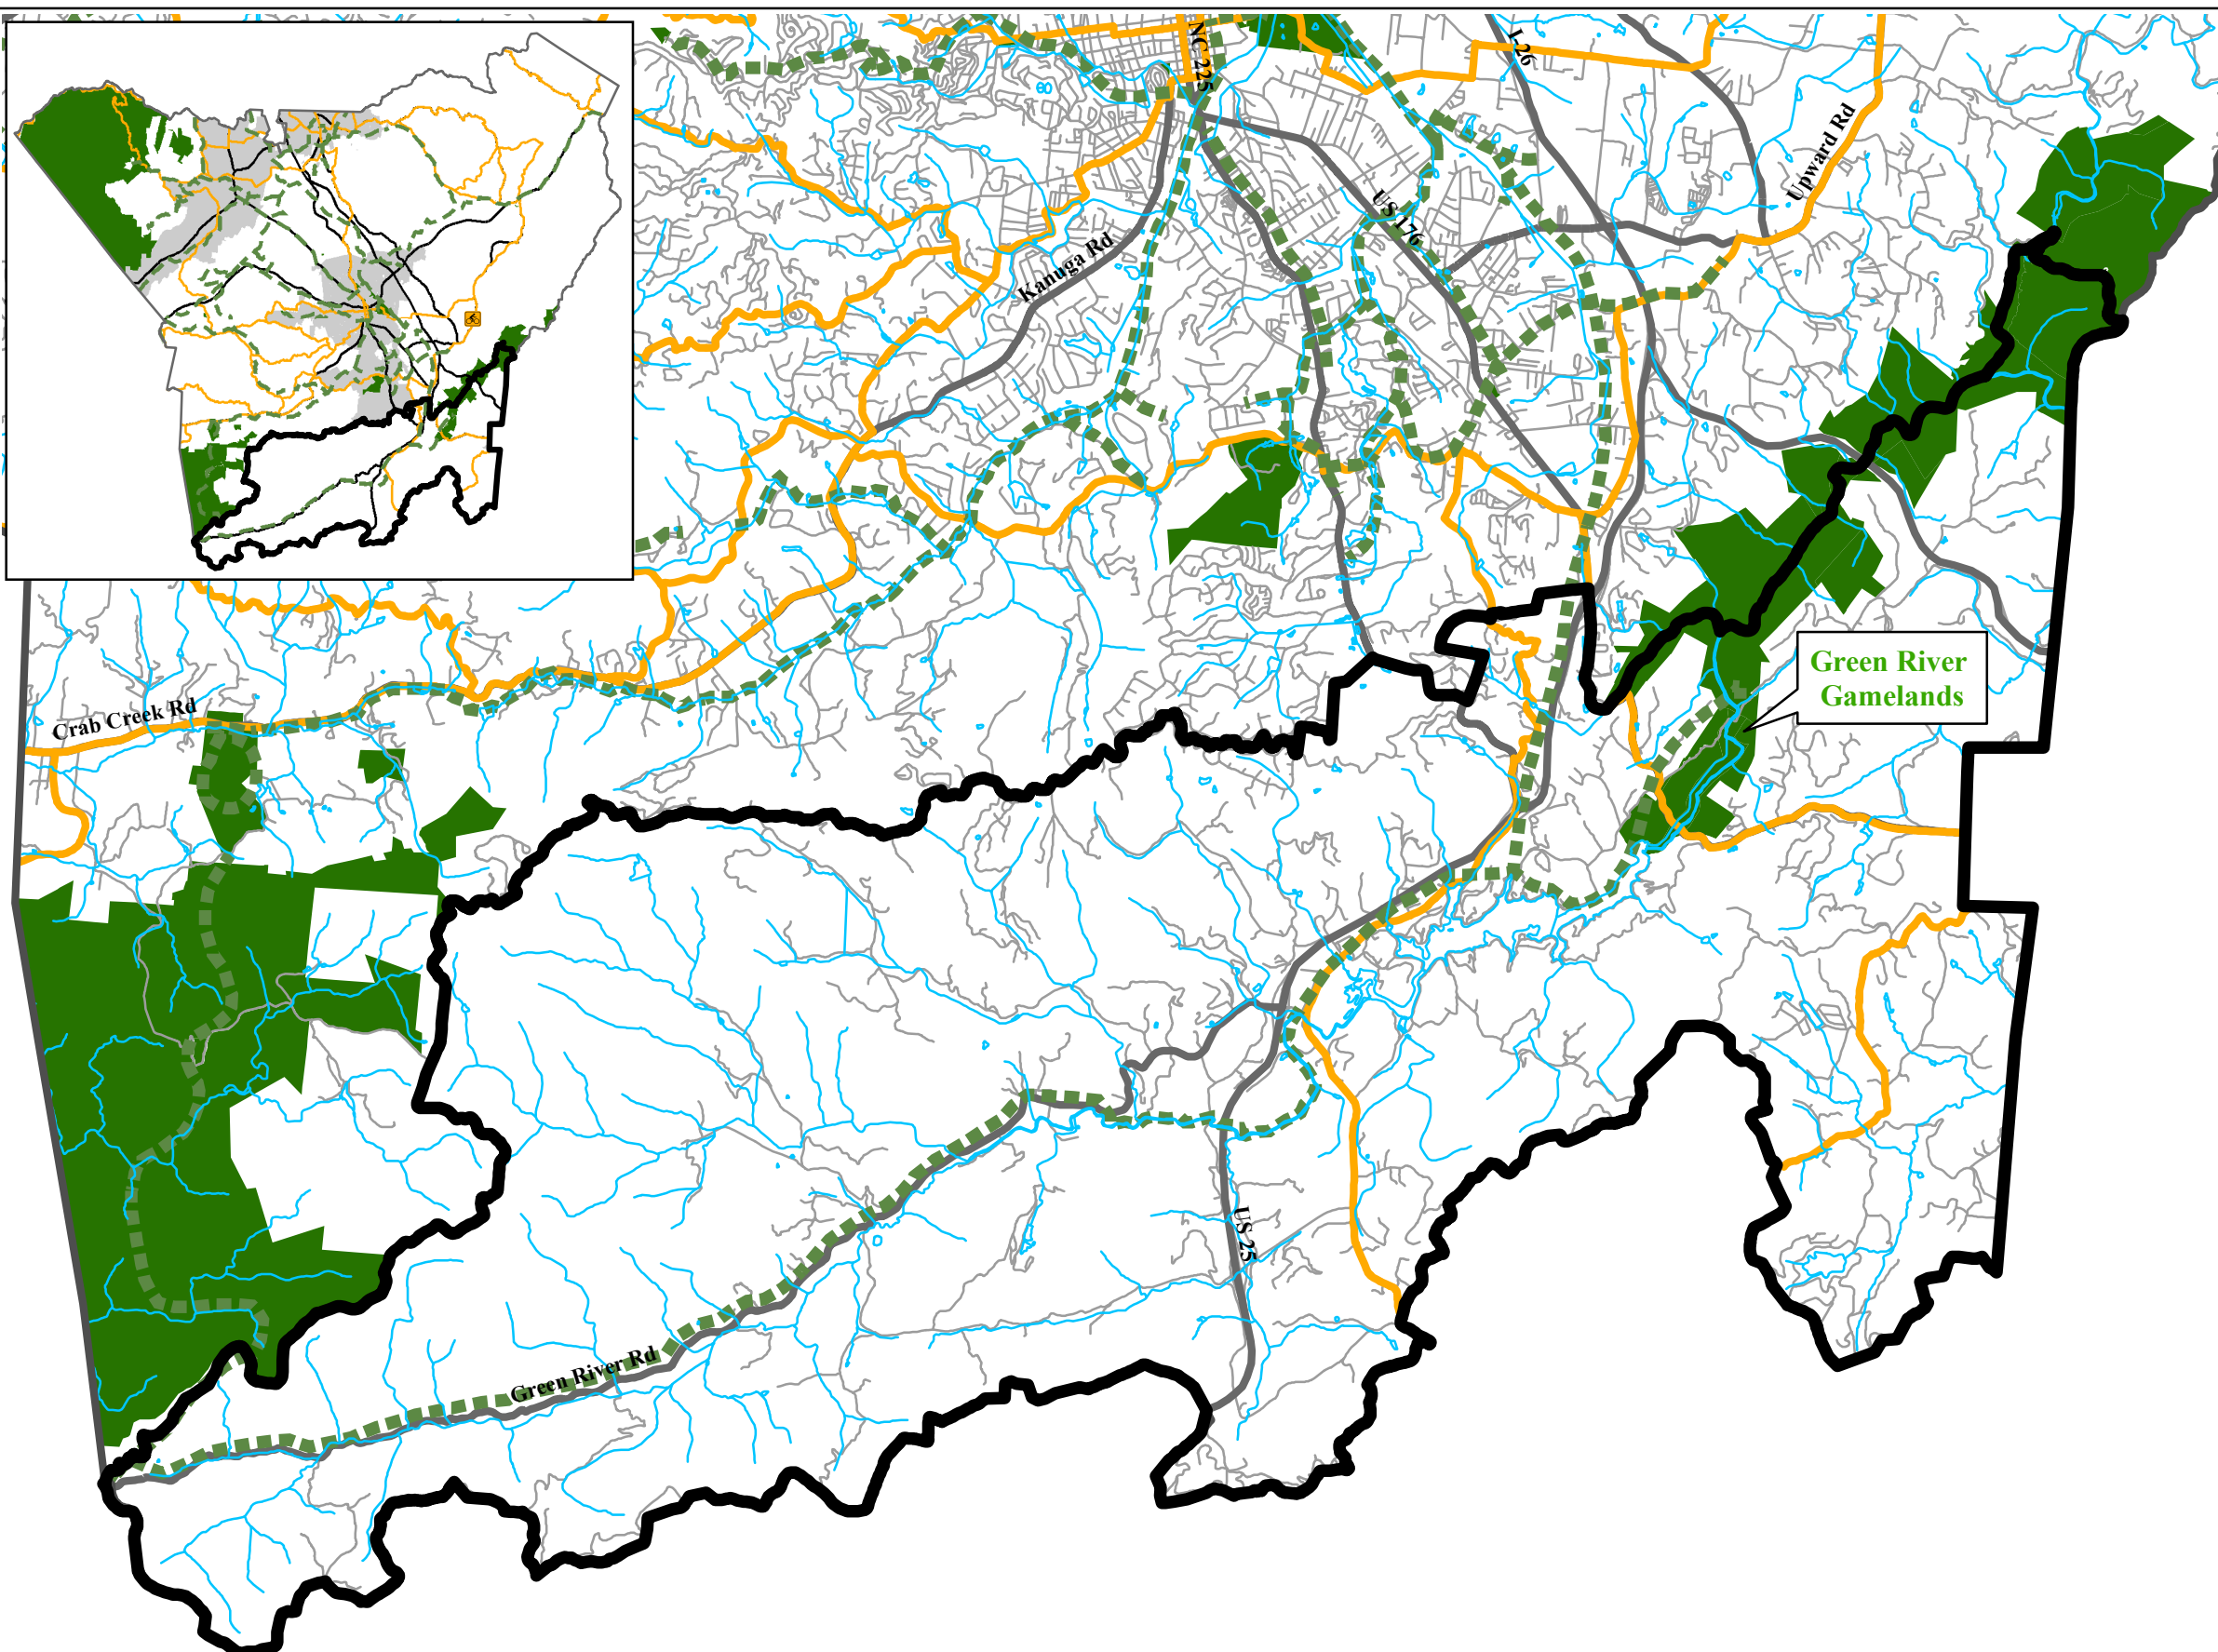 NC 225
I-26
Upward Rd
US 176
Kanuga Rd
Green River
Gamelands
Crab Creek Rd
US 25
Green River Rd